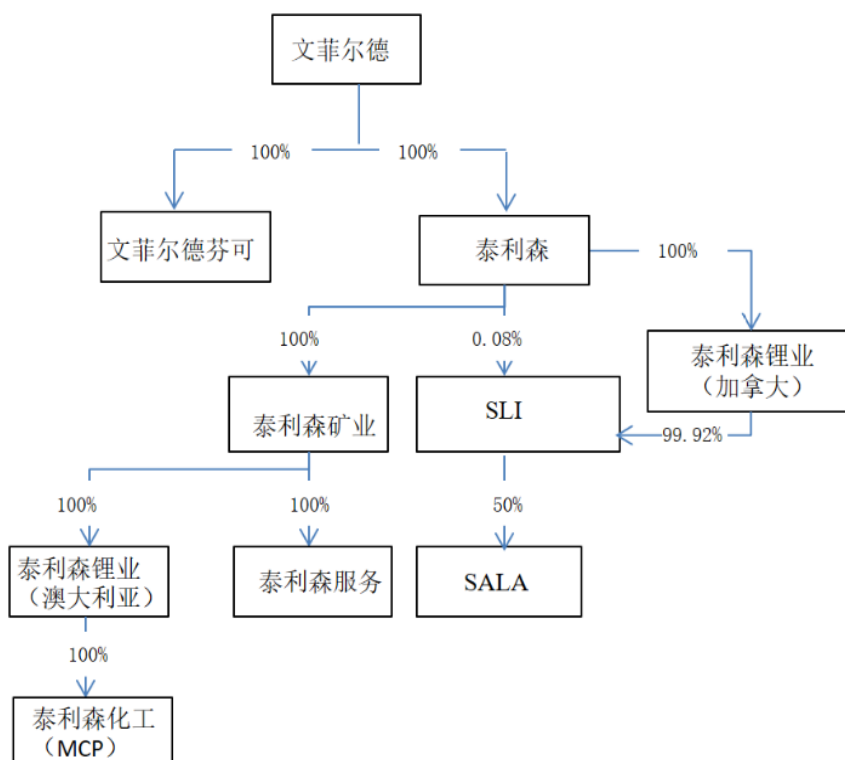 文菲尔德
100%
100%
文菲尔德芬可
泰利森
100%
100%
0.08%
泰利森锂业
（加拿大）
泰利森矿业
SLI
99.92%
100%
100%
50%
泰利森锂业
（澳大利亚）
泰利森服务
SALA
100%
泰利森化工
（MCP）